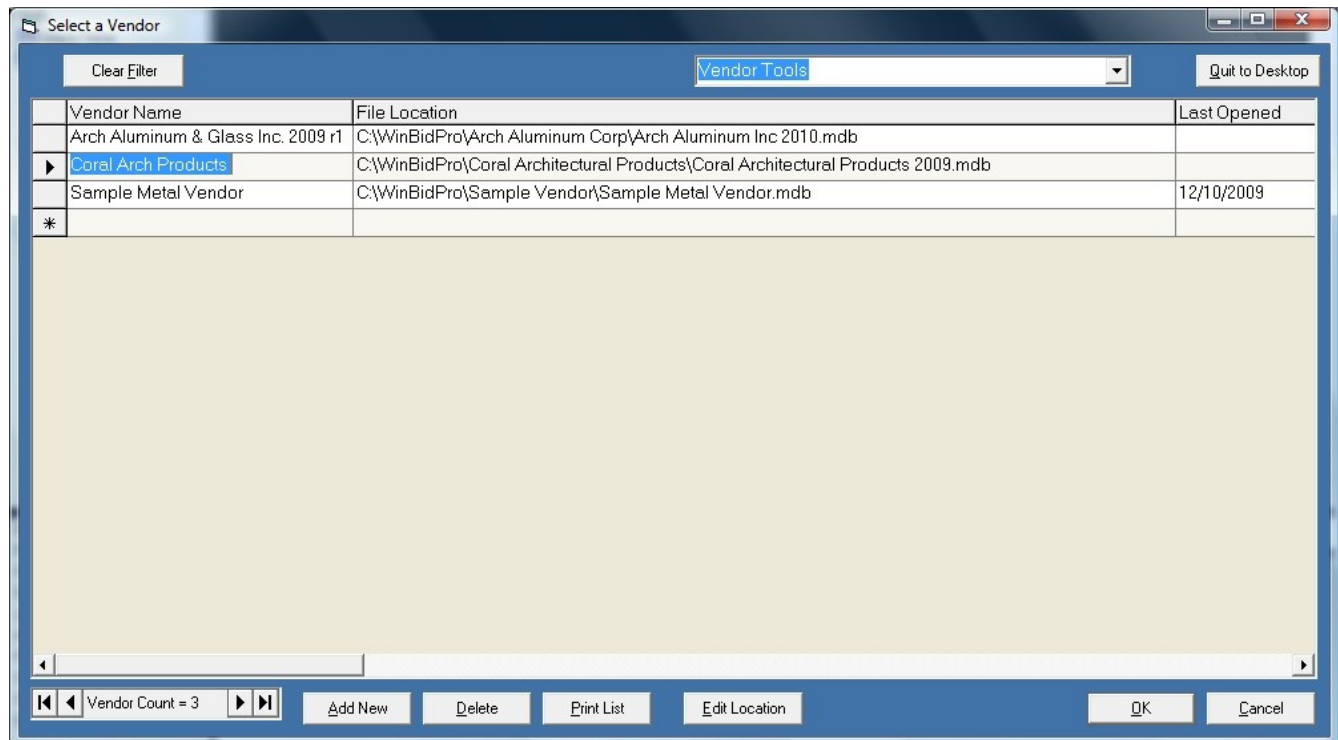 Select a Vendor
Clear Filter Vendor Tools Quit to Desktop
Vendor Name File Location Last Opened
Arch Aluminum & Glass Inc. 2009 r1 C:\WinBidPro\Arch Aluminum Corp\Arch Aluminum Inc 2010.mdb
Coral Arch Products C:\WinBidPro\Coral Architectural Products\Coral Architectural Products 2009.mdb
Sample Metal Vendor C:\WinBidPro\Sample Vendor\Sample Metal Vendor.mdb 12/10/2009
Vendor Count = 3 Add New Delete Print List Edit Location OK Cancel